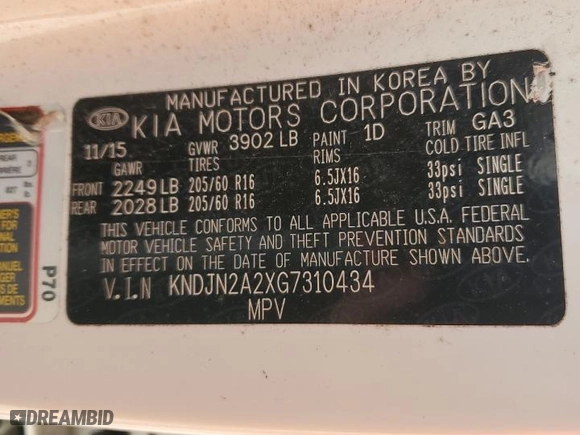 MANUFACTURED IN KOREA BY
KIA KIA MOTORS CORPORATION
11/15 GVWR 3902 LB PAINT 1D TRIM GA3
GAWR TIRES RIMS COLD TIRE INFL
FRONT 2249 LB 205/60 R16 6.5JX16 33psi SINGLE
REAR 2028 LB 205/60 R16 6.5JX16 33psi SINGLE
THIS VEHICLE CONFORMS TO ALL APPLICABLE U.S.A. FEDERAL
MOTOR VEHICLE SAFETY AND THEFT PREVENTION STANDARDS
IN EFFECT ON THE DATE OF MANUFACTURE SHOWN ABOVE.
V.I.N KNDJN2A2XG7310434
MPV
P70
REAR
DREAMBID